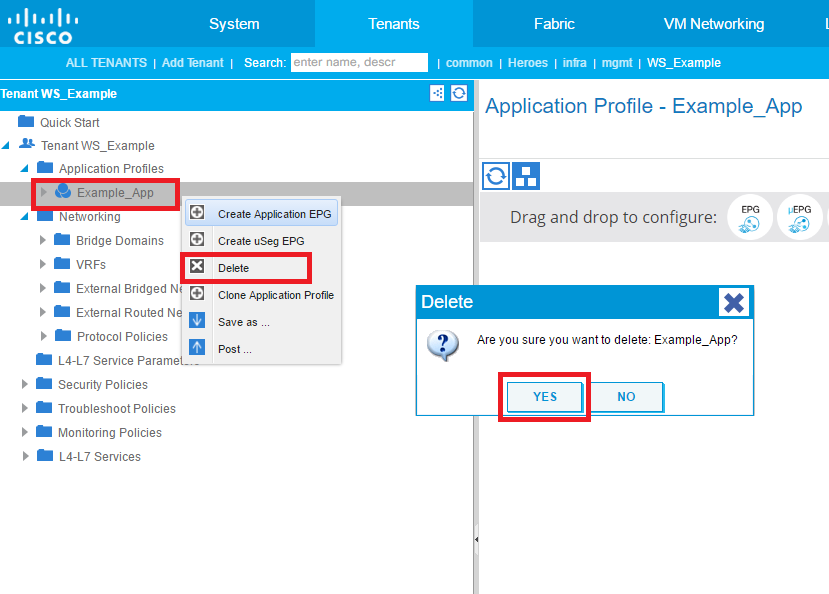 CISCO
System
Tenants
Fabric
VM Networking
ALL TENANTS | Add Tenant | Search: enter name, descr | common | Heroes | infra | mgmt | WS_Example
Tenant WS_Example
Quick Start
Tenant WS_Example
Application Profiles
Example_App
Networking
Bridge Domains
VRFs
External Bridged Ne
External Routed Ne
Protocol Policies
L4-L7 Service Parameters
Security Policies
Troubleshoot Policies
Monitoring Policies
L4-L7 Services
Create Application EPG
Create uSeg EPG
Delete
Clone Application Profile
Save as ...
Post ...
Application Profile - Example_App
Drag and drop to configure:
EPG
µEPG
Delete
Are you sure you want to delete: Example_App?
YES
NO